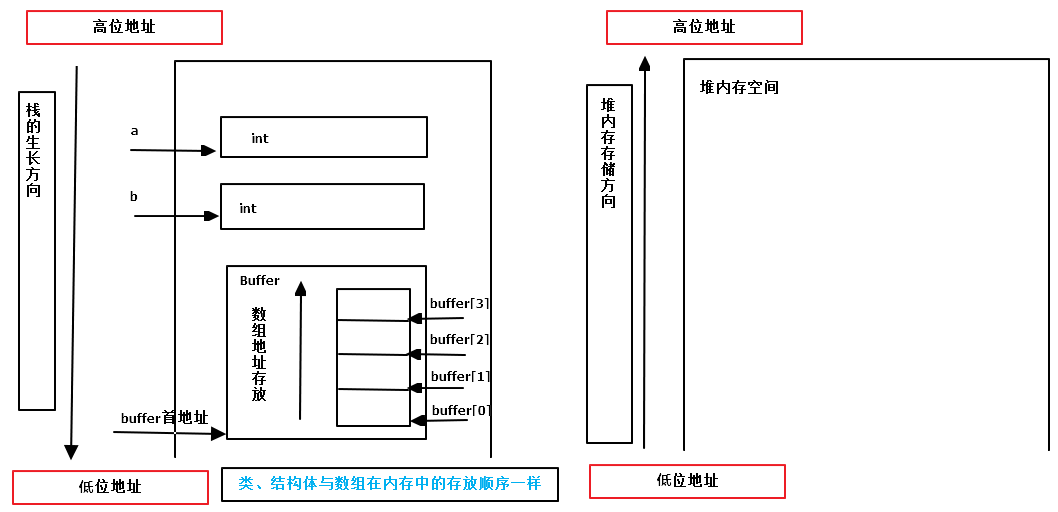 高位地址
栈的生长方向
a
int
b
int
Buffer
数组地址存放
buffer[3]
buffer[2]
buffer[1]
buffer[0]
buffer首地址
低位地址
类、结构体与数组在内存中的存放顺序一样
高位地址
堆内存存储方向
堆内存空间
低位地址